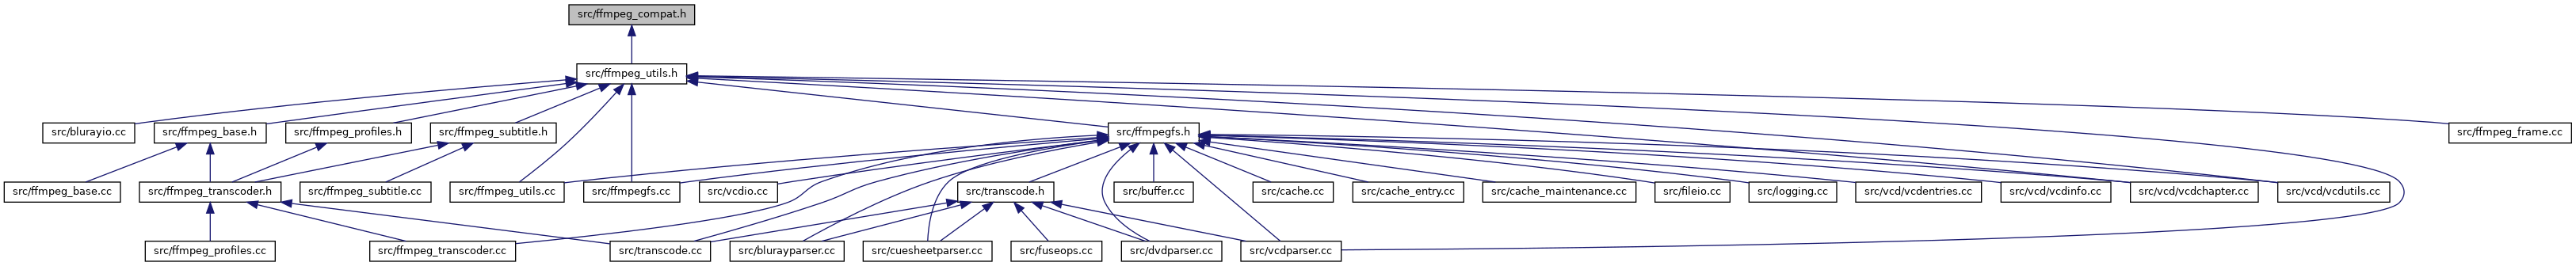 src/ffmpeg_compat.h
src/ffmpeg_utils.h
src/blurayio.cc
src/ffmpeg_base.h
src/ffmpeg_profiles.h
src/ffmpeg_subtitle.h
src/ffmpegfs.h
src/ffmpeg_frame.cc
src/ffmpeg_base.cc
src/ffmpeg_transcoder.h
src/ffmpeg_subtitle.cc
src/ffmpeg_utils.cc
src/ffmpegfs.cc
src/vcdio.cc
src/transcode.h
src/buffer.cc
src/cache.cc
src/cache_entry.cc
src/cache_maintenance.cc
src/fileio.cc
src/logging.cc
src/vcd/vcdentries.cc
src/vcd/vcdinfo.cc
src/vcd/vcdchapter.cc
src/vcd/vcdutils.cc
src/ffmpeg_profiles.cc
src/ffmpeg_transcoder.cc
src/transcode.cc
src/blurayparser.cc
src/cuesheetparser.cc
src/fuseops.cc
src/dvdparser.cc
src/vcdparser.cc